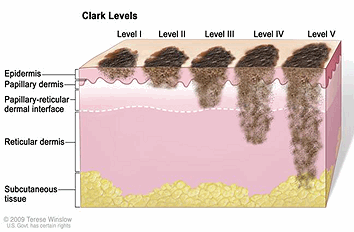 Clark Levels
Level I
Level II
Level III
Level IV
Level V
Epidermis
Papillary dermis
Papillary-reticular
dermal interface
Reticular dermis
Subcutaneous
tissue
© 2009 Terese Winslow
U.S. Govt. has certain rights